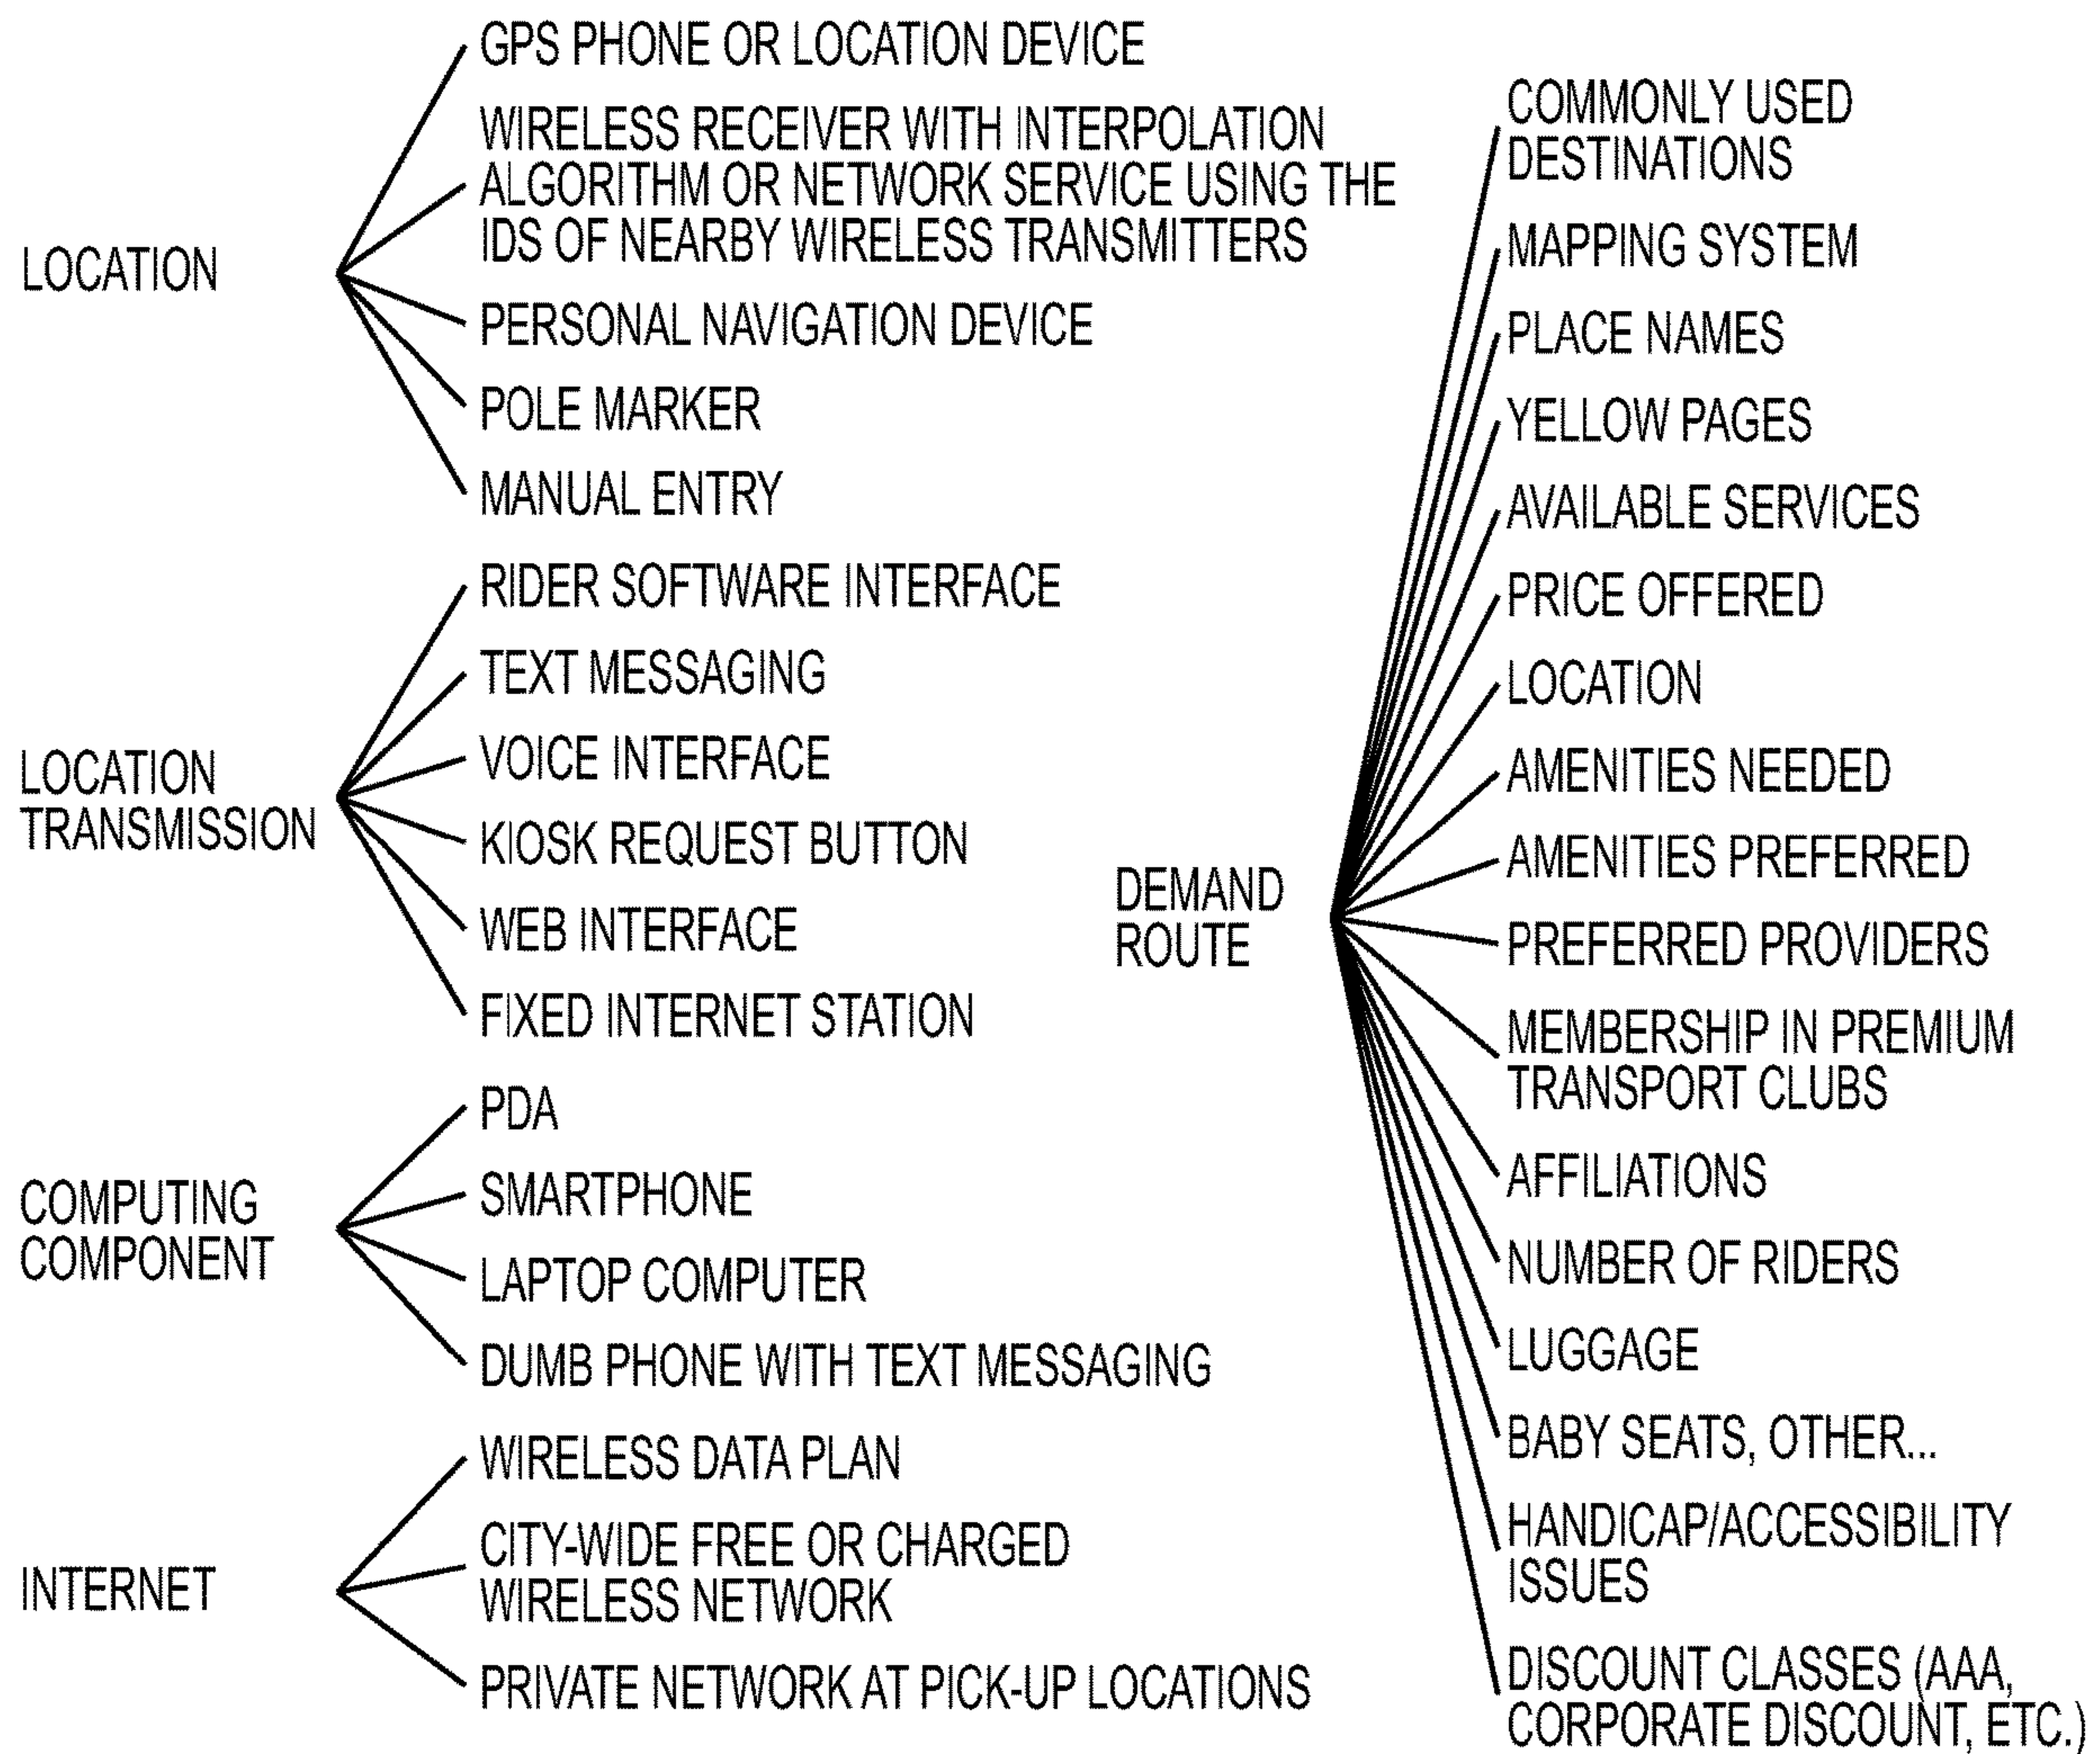 LOCATION
GPS PHONE OR LOCATION DEVICE
WIRELESS RECEIVER WITH INTERPOLATION
ALGORITHM OR NETWORK SERVICE USING THE
IDS OF NEARBY WIRELESS TRANSMITTERS
PERSONAL NAVIGATION DEVICE
POLE MARKER
MANUAL ENTRY
LOCATION
TRANSMISSION
RIDER SOFTWARE INTERFACE
TEXT MESSAGING
VOICE INTERFACE
KIOSK REQUEST BUTTON
WEB INTERFACE
FIXED INTERNET STATION
COMPUTING
COMPONENT
PDA
SMARTPHONE
LAPTOP COMPUTER
DUMB PHONE WITH TEXT MESSAGING
INTERNET
WIRELESS DATA PLAN
CITY-WIDE FREE OR CHARGED
WIRELESS NETWORK
PRIVATE NETWORK AT PICK-UP LOCATIONS
DEMAND
ROUTE
COMMONLY USED
DESTINATIONS
MAPPING SYSTEM
PLACE NAMES
YELLOW PAGES
AVAILABLE SERVICES
PRICE OFFERED
LOCATION
AMENITIES NEEDED
AMENITIES PREFERRED
PREFERRED PROVIDERS
MEMBERSHIP IN PREMIUM
TRANSPORT CLUBS
AFFILIATIONS
NUMBER OF RIDERS
LUGGAGE
BABY SEATS, OTHER...
HANDICAP/ACCESSIBILITY
ISSUES
DISCOUNT CLASSES (AAA,
CORPORATE DISCOUNT, ETC.)